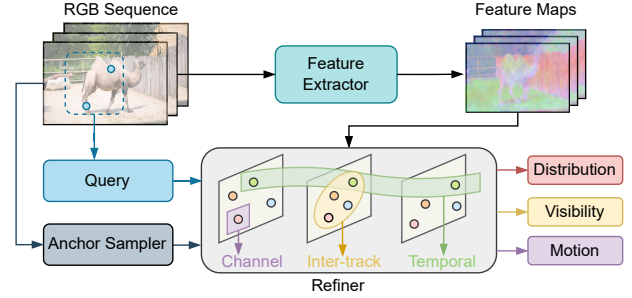 RGB Sequence
Feature Maps
Feature
Extractor
Query
Anchor Sampler
Channel
Inter-track
Temporal
Refiner
Distribution
Visibility
Motion